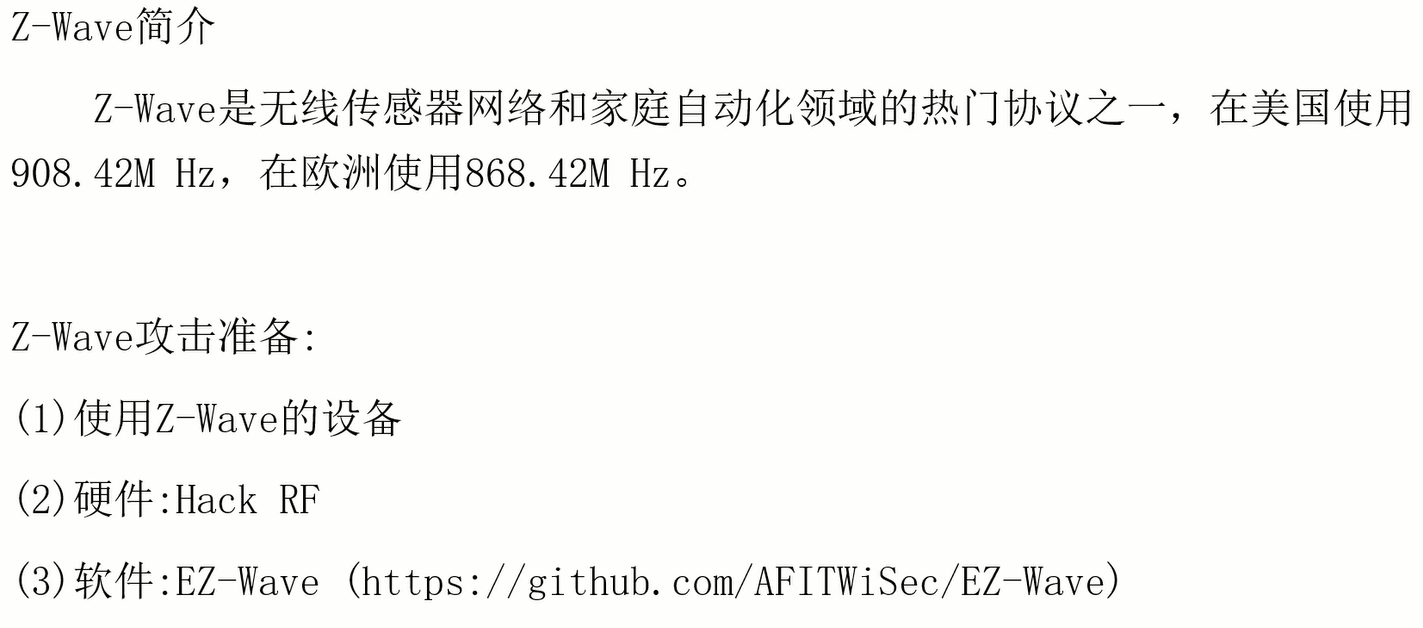 Z-Wave简介
Z-Wave是无线传感器网络和家庭自动化领域的热门协议之一，在美国使用
908.42M Hz，在欧洲使用868.42M Hz。
Z-Wave攻击准备:
(1)使用Z-Wave的设备
(2)硬件:Hack RF
(3)软件:EZ-Wave (https://github.com/AFITWiSec/EZ-Wave)